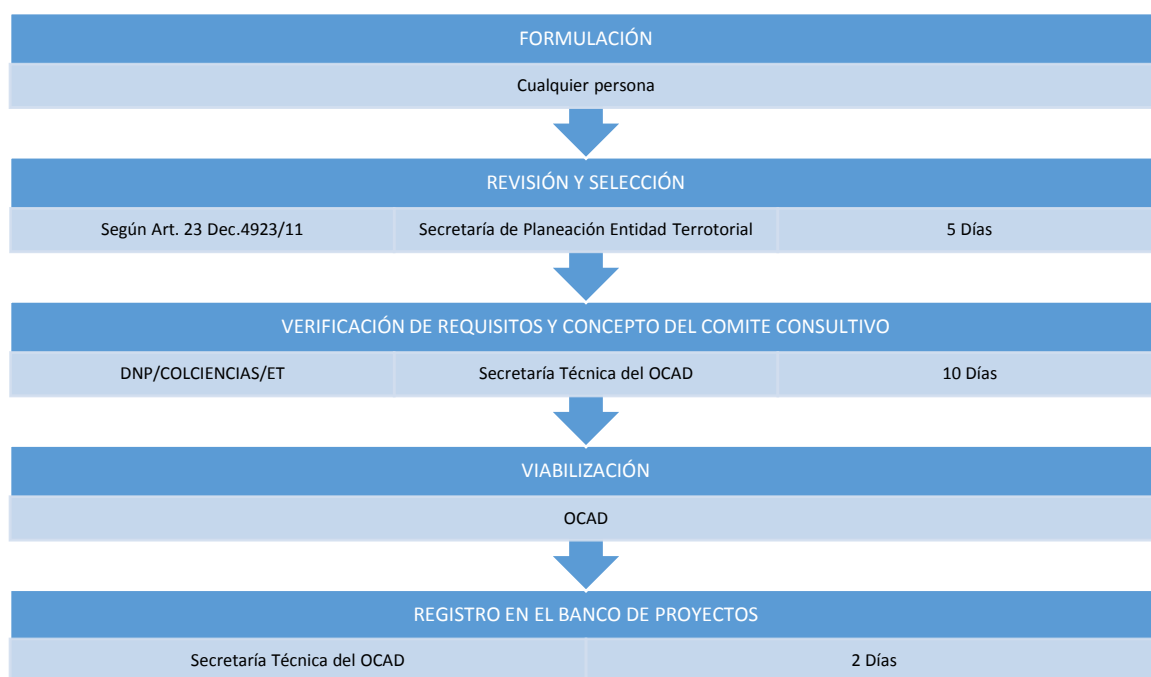 FORMULACIÓN
Cualquier persona
REVISIÓN Y SELECCIÓN
Según Art. 23 Dec.4923/11 Secretaría de Planeación Entidad Terrotorial 5 Días
VERIFICACIÓN DE REQUISITOS Y CONCEPTO DEL COMITE CONSULTIVO
DNP/COLCIENCIAS/ET Secretaría Técnica del OCAD 10 Días
VIABILIZACIÓN
OCAD
REGISTRO EN EL BANCO DE PROYECTOS
Secretaría Técnica del OCAD 2 Días